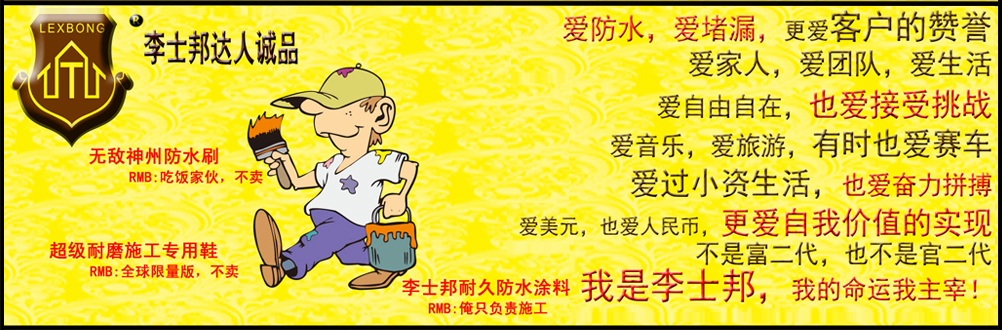 LEXBONG
®
李士邦达人诚品
无敌神州防水刷
RMB:吃饭家伙，不卖
超级耐磨施工专用鞋
RMB:全球限量版，不卖
李士邦耐久防水涂料
RMB:俺只负责施工
爱防水，爱堵漏，更爱客户的赞誉
爱家人，爱团队，爱生活
爱自由自在，也爱接受挑战
爱音乐，爱旅游，有时也爱赛车
爱过小资生活，也爱奋力拼搏
爱美元，也爱人民币，更爱自我价值的实现
不是富二代，也不是官二代
我是李士邦，我的命运我主宰！